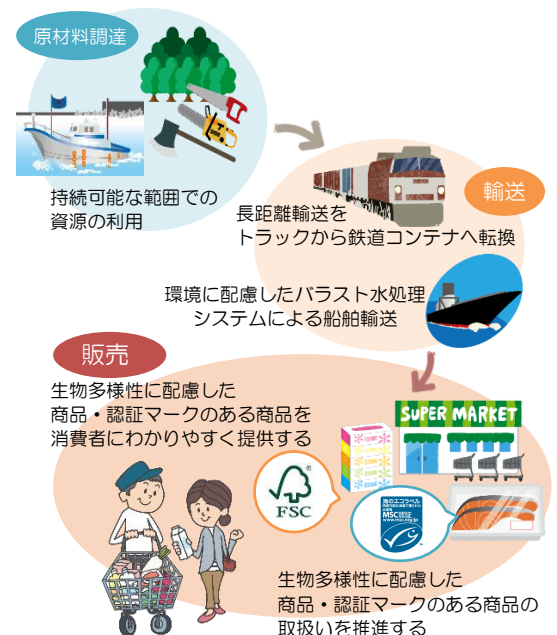 原材料調達
持続可能な範囲での
資源の利用
輸送
長距離輸送を
トラックから鉄道コンテナへ転換
環境に配慮したバラスト水処理
システムによる船舶輸送
販売
生物多様性に配慮した
商品・認証マークのある商品を
消費者にわかりやすく提供する
SUPER MARKET
FSC
®
海のエコラベル
MSC認証
www.msc.org/jp
生物多様性に配慮した
商品・認証マークのある商品の
取扱いを推進する